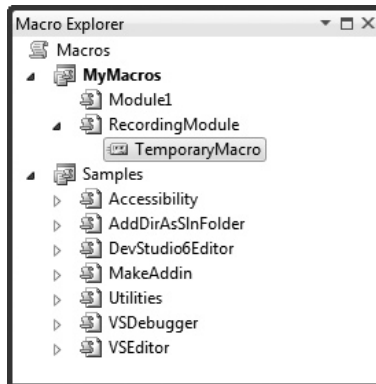 Macro Explorer
Macros
MyMacros
Module1
RecordingModule
TemporaryMacro
Samples
Accessibility
AddDirAsSlnFolder
DevStudio6Editor
MakeAddin
Utilities
VSDebugger
VSEditor